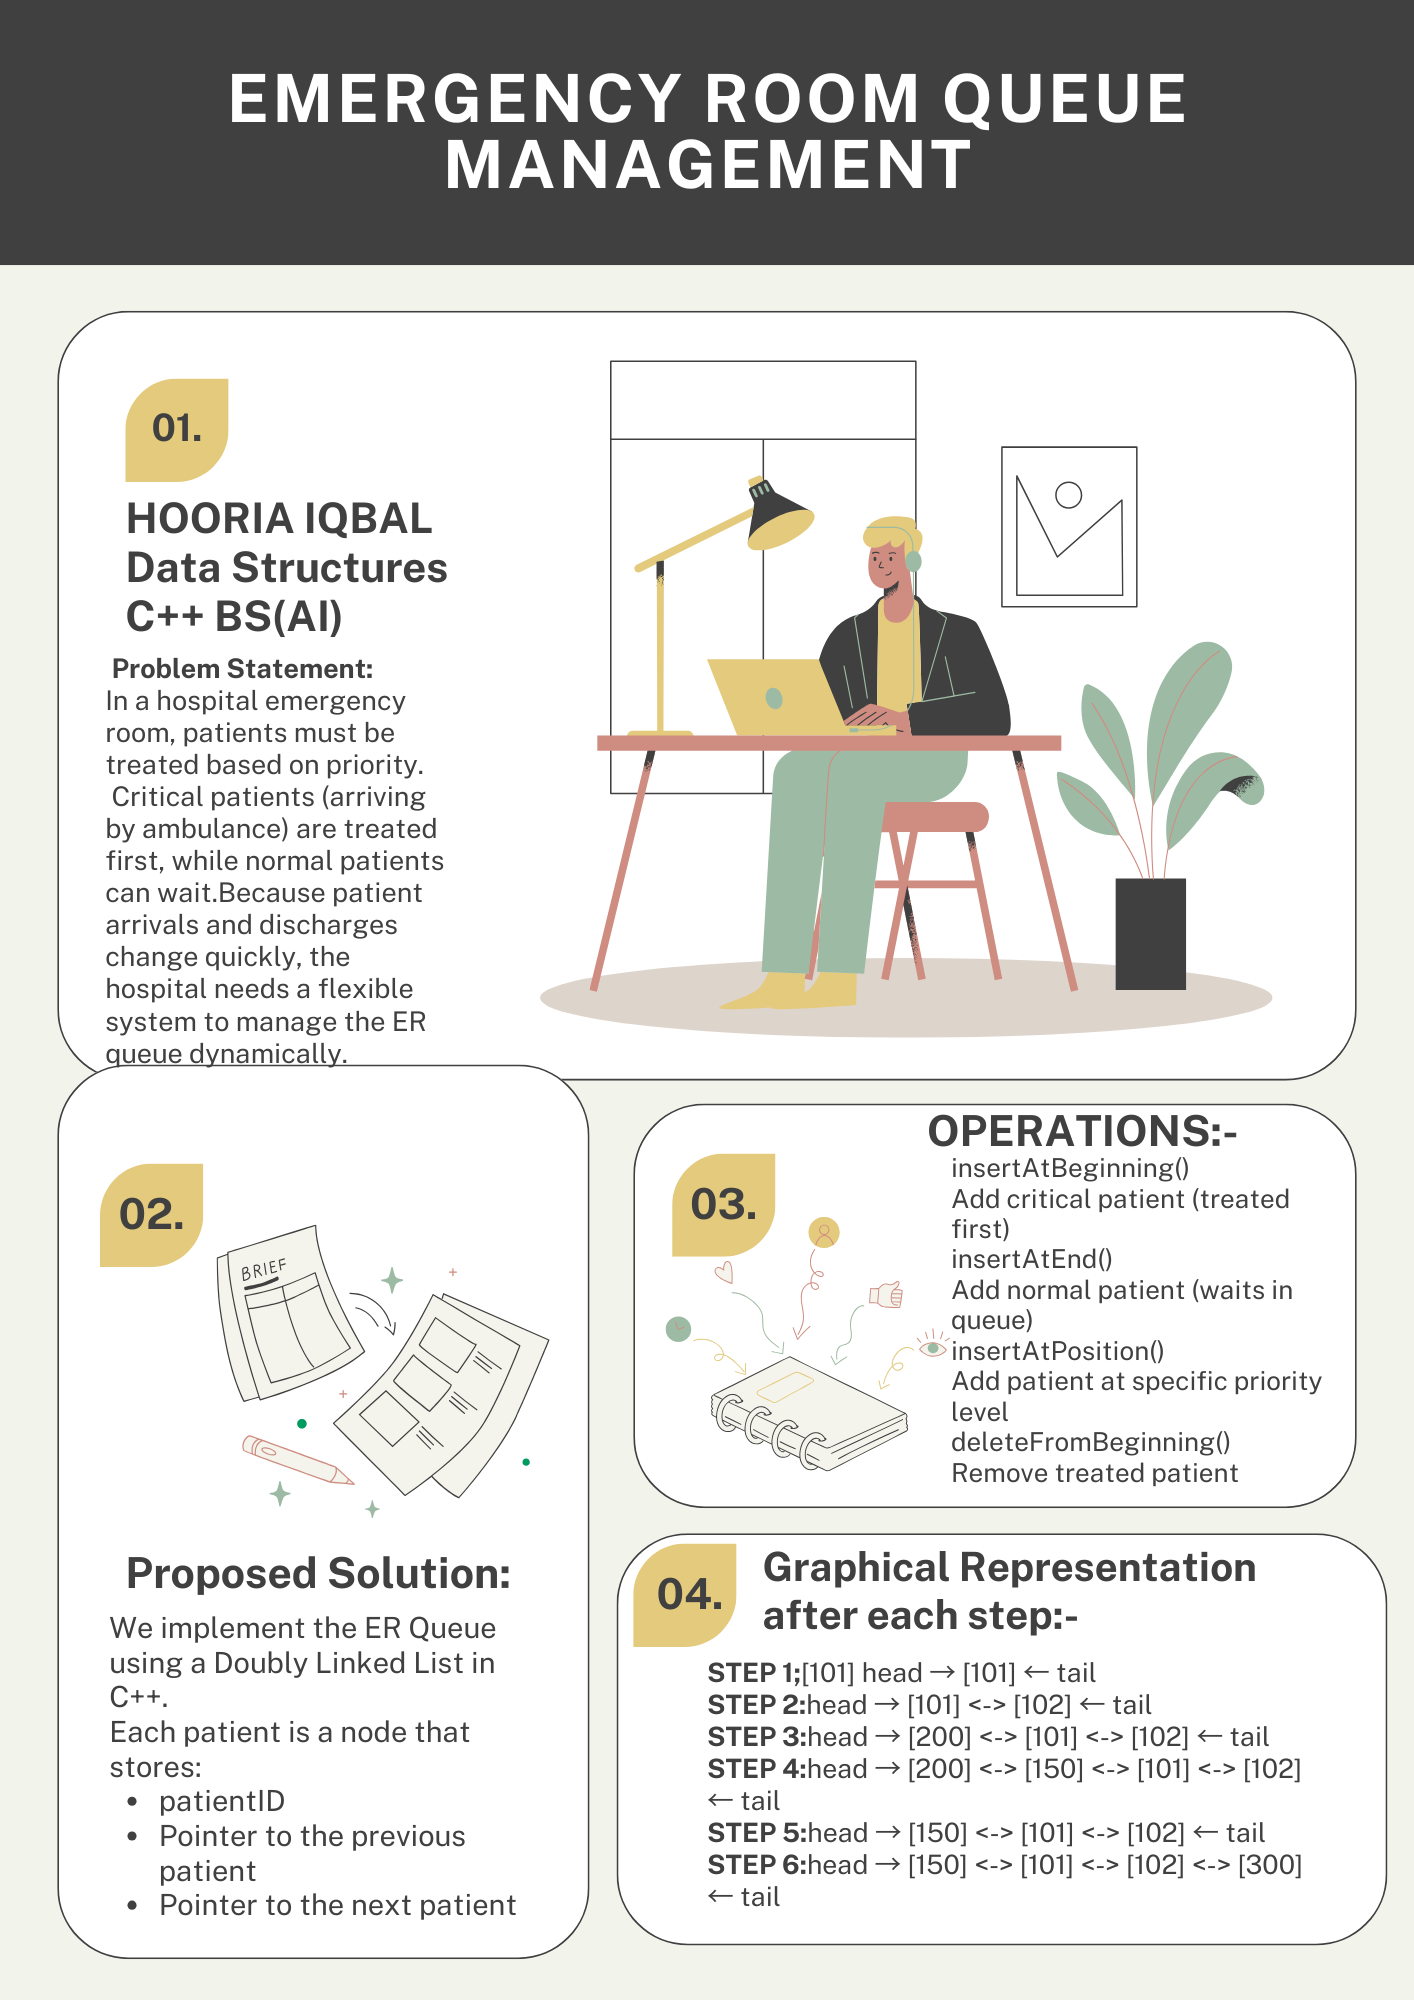 EMERGENCY ROOM QUEUE
MANAGEMENT
01.
HOORIA IQBAL
Data Structures
C++ BS(AI)
Problem Statement:
In a hospital emergency
room, patients must be
treated based on priority.
Critical patients (arriving
by ambulance) are treated
first, while normal patients
can wait.Because patient
arrivals and discharges
change quickly, the
hospital needs a flexible
system to manage the ER
queue dynamically.
02.
BRIEF
Proposed Solution:
We implement the ER Queue
using a Doubly Linked List in
C++.
Each patient is a node that
stores:
• patientID
• Pointer to the previous
patient
• Pointer to the next patient
03.
OPERATIONS:-
insertAtBeginning()
Add critical patient (treated
first)
insertAtEnd()
Add normal patient (waits in
queue)
insertAtPosition()
Add patient at specific priority
level
deleteFromBeginning()
Remove treated patient
04.
Graphical Representation
after each step:-
STEP 1;[101] head → [101] ← tail
STEP 2:head → [101] <-> [102] ← tail
STEP 3:head → [200] <-> [101] <-> [102] ← tail
STEP 4:head → [200] <-> [150] <-> [101] <-> [102]
← tail
STEP 5:head → [150] <-> [101] <-> [102] ← tail
STEP 6:head → [150] <-> [101] <-> [102] <-> [300]
← tail